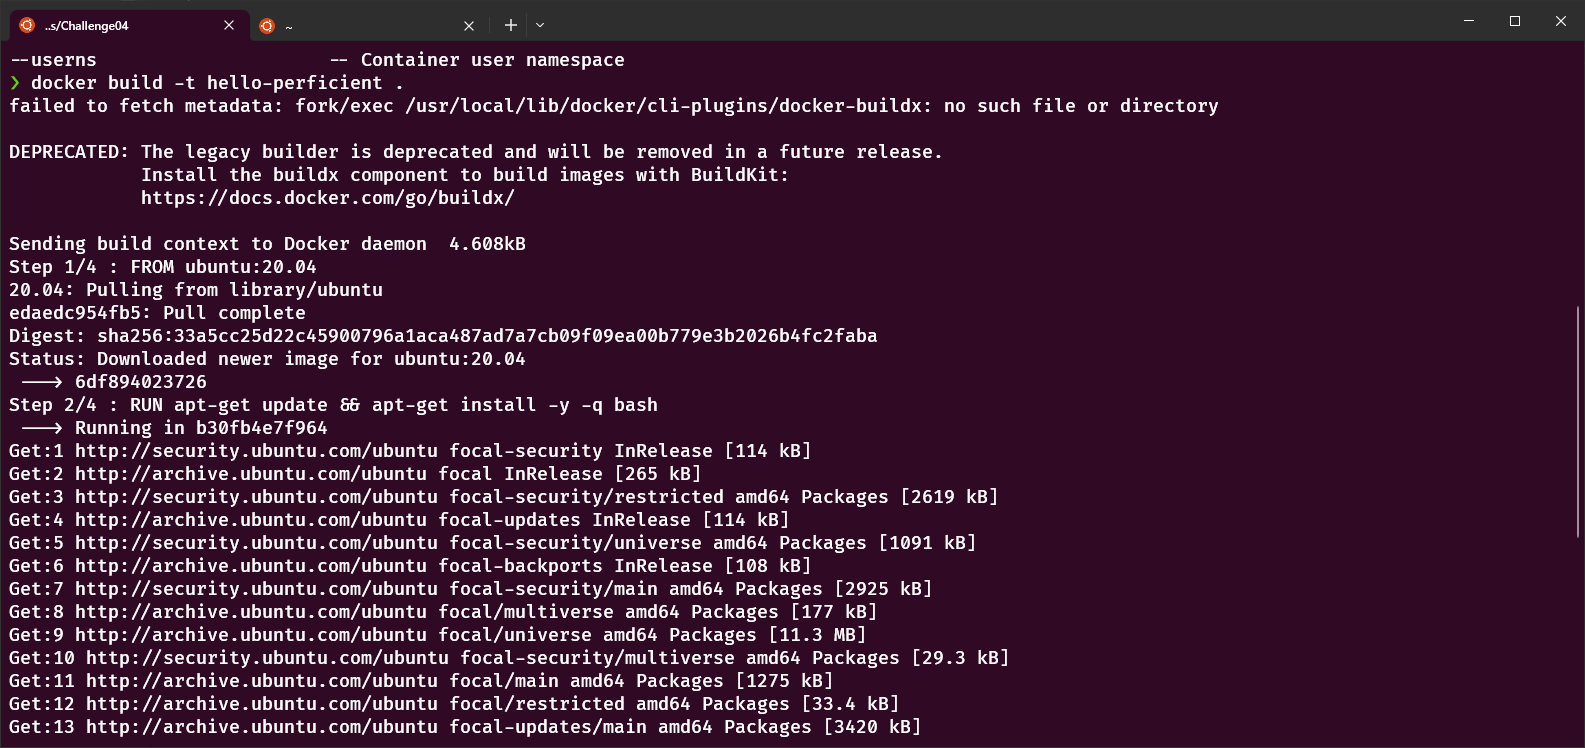 ..s/Challenge04
~
--userns -- Container user namespace
❯ docker build -t hello-perficient .
failed to fetch metadata: fork/exec /usr/local/lib/docker/cli-plugins/docker-buildx: no such file or directory
DEPRECATED: The legacy builder is deprecated and will be removed in a future release.
Install the buildx component to build images with BuildKit:
https://docs.docker.com/go/buildx/
Sending build context to Docker daemon  4.608kB
Step 1/4 : FROM ubuntu:20.04
20.04: Pulling from library/ubuntu
edaedc954fb5: Pull complete
Digest: sha256:33a5cc25d22c45900796a1aca487ad7a7cb09f09ea00b779e3b2026b4fc2faba
Status: Downloaded newer image for ubuntu:20.04
---> 6df894023726
Step 2/4 : RUN apt-get update && apt-get install -y -q bash
---> Running in b30fb4e7f964
Get:1 http://security.ubuntu.com/ubuntu focal-security InRelease [114 kB]
Get:2 http://archive.ubuntu.com/ubuntu focal InRelease [265 kB]
Get:3 http://security.ubuntu.com/ubuntu focal-security/restricted amd64 Packages [2619 kB]
Get:4 http://archive.ubuntu.com/ubuntu focal-updates InRelease [114 kB]
Get:5 http://security.ubuntu.com/ubuntu focal-security/universe amd64 Packages [1091 kB]
Get:6 http://archive.ubuntu.com/ubuntu focal-backports InRelease [108 kB]
Get:7 http://security.ubuntu.com/ubuntu focal-security/main amd64 Packages [2925 kB]
Get:8 http://archive.ubuntu.com/ubuntu focal/multiverse amd64 Packages [177 kB]
Get:9 http://archive.ubuntu.com/ubuntu focal/universe amd64 Packages [11.3 MB]
Get:10 http://security.ubuntu.com/ubuntu focal-security/multiverse amd64 Packages [29.3 kB]
Get:11 http://archive.ubuntu.com/ubuntu focal/main amd64 Packages [1275 kB]
Get:12 http://archive.ubuntu.com/ubuntu focal/restricted amd64 Packages [33.4 kB]
Get:13 http://archive.ubuntu.com/ubuntu focal-updates/main amd64 Packages [3420 kB]